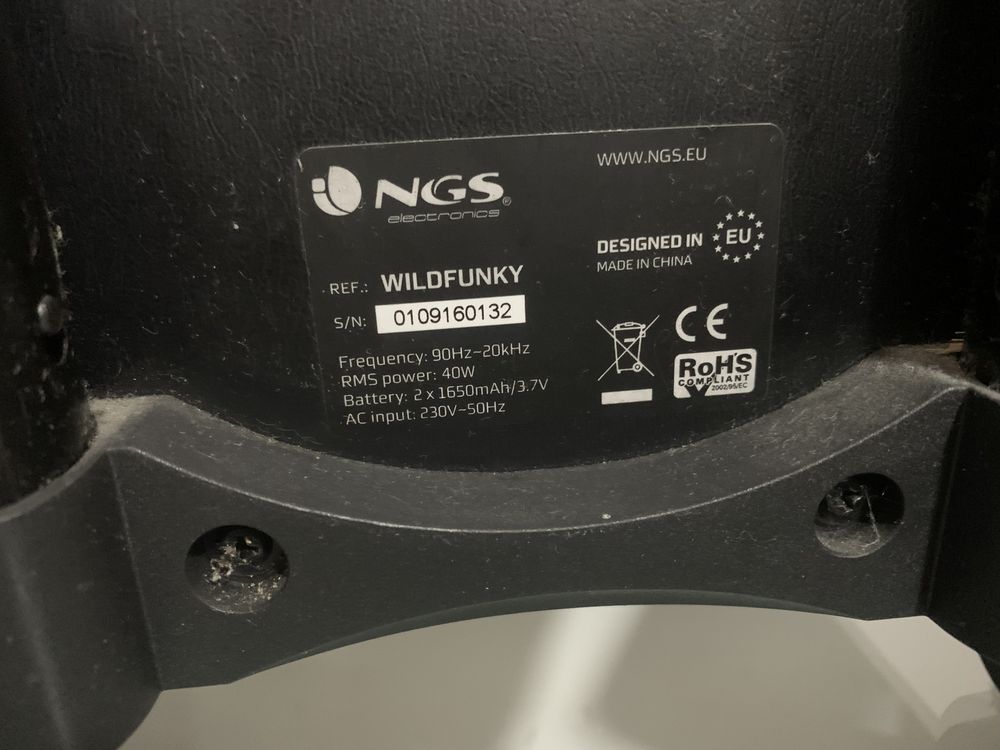 NGS®
electronics
WWW.NGS.EU
DESIGNED IN EU
MADE IN CHINA
REF.: WILDFUNKY
S/N: 0109160132
Frequency: 90Hz~20kHz
RMS power: 40W
Battery: 2 x 1650mAh/3.7V
AC input: 230V~50Hz
CE
RoHS
COMPLIANT
2002/95/EC